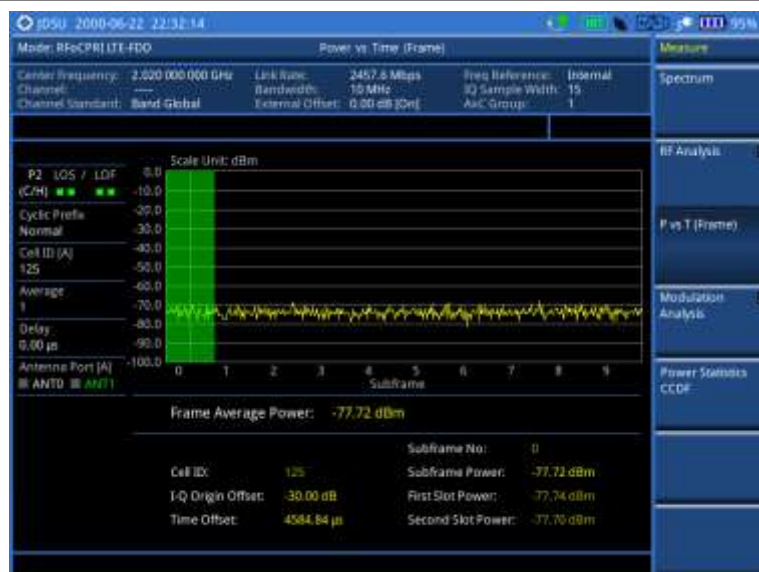 JDSU 2000-06-22 22:32:14
95%
Mode: RFoCPRI LTE-FDD
Power vs Time (Frame)
Measure
Center Frequency: 2.020 000 000 GHz
Link Rate: 2457.6 Mbps
Freq Reference: Internal
Channel: ----
Bandwidth: 10 MHz
IQ Sample Width: 15
Channel Standard: Band Global
External Offset: 0.00 dB [On]
AxC Group: 1
Spectrum
RF Analysis
P vs T (Frame)
Modulation
Analysis
Power Statistics
CCDF
Scale Unit: dBm
P2 LOS / LOF
(C/H)
Cyclic Prefix
Normal
Cell ID [A]
125
Average
1
Delay
0.00 µs
Antenna Port [A]
ANT0 ANT1
0.0
-10.0
-20.0
-30.0
-40.0
-50.0
-60.0
-70.0
-80.0
-90.0
-100.0
0 1 2 3 4 5 6 7 8 9
Subframe
Frame Average Power: -77.72 dBm
Subframe No: 0
Cell ID: 125
Subframe Power: -77.72 dBm
I-Q Origin Offset: -30.00 dB
First Slot Power: -77.74 dBm
Time Offset: 4584.84 µs
Second Slot Power: -77.70 dBm